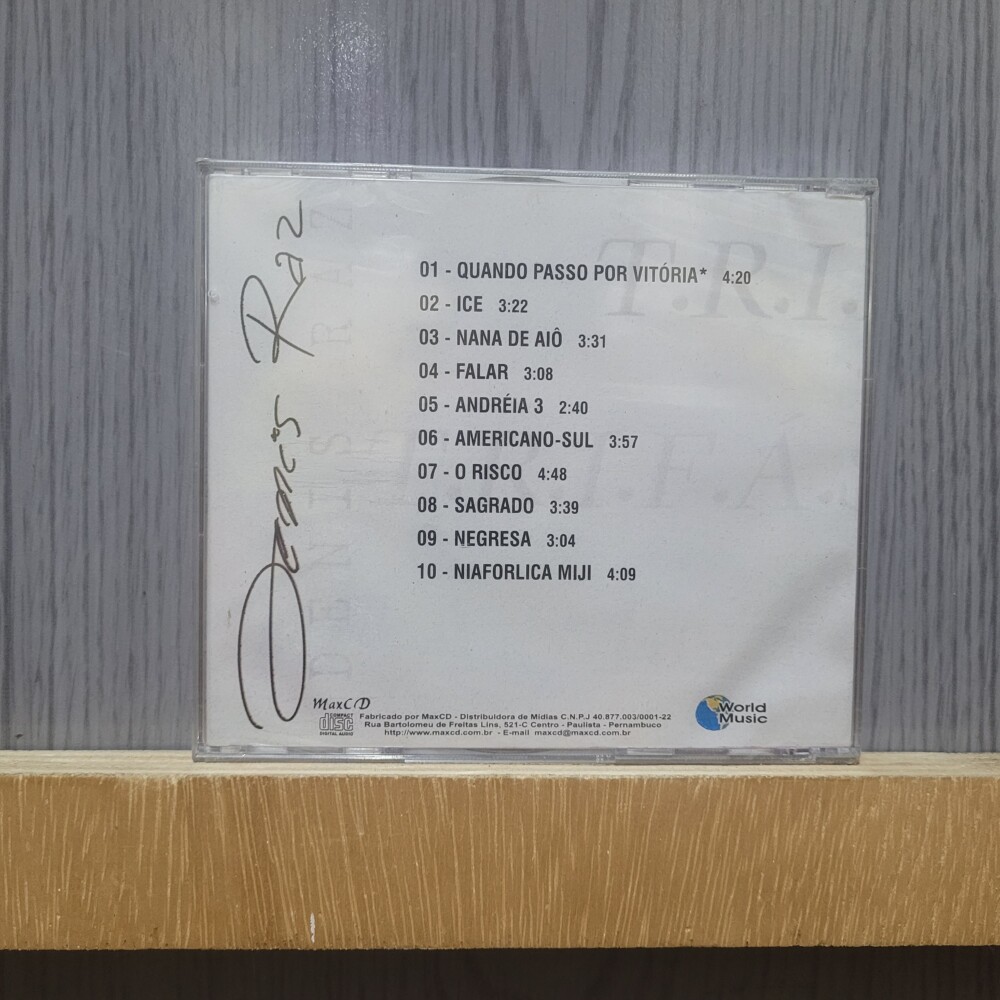 Denis Raz
DENIS RAZ
T.R.I.
T.R.I.F.Á.
01 - QUANDO PASSO POR VITÓRIA* 4:20
02 - ICE 3:22
03 - NANA DE AIÔ 3:31
04 - FALAR 3:08
05 - ANDRÉIA 3 2:40
06 - AMERICANO-SUL 3:57
07 - O RISCO 4:48
08 - SAGRADO 3:39
09 - NEGRESA 3:04
10 - NIAFORLICA MIJI 4:09
MaxCD
COMPACT
disc
DIGITAL AUDIO
Fabricado por MaxCD - Distribuidora de Mídias C.N.P.J 40.877.003/0001-22
Rua Bartolomeu de Freitas Lins, 521-C Centro - Paulista - Pernambuco
http://www.maxcd.com.br - E-mail maxcd@maxcd.com.br
World
Music